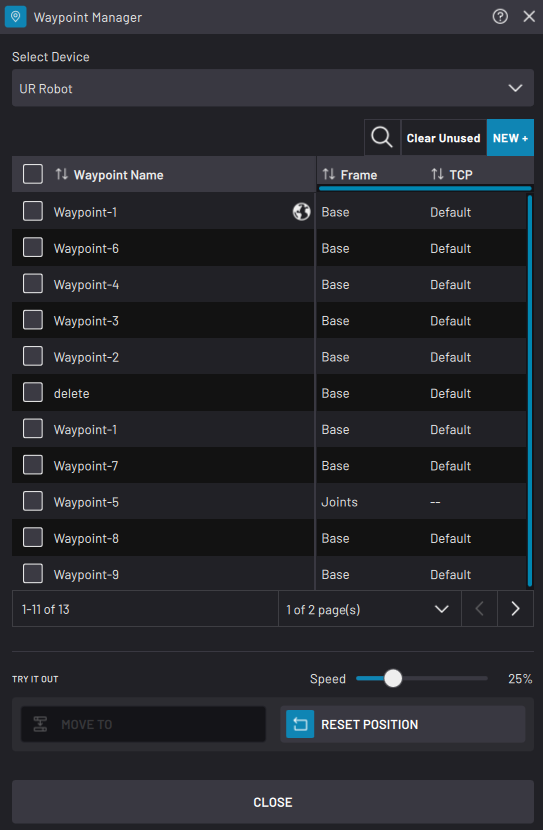 Waypoint Manager
Select Device
UR Robot
Clear Unused NEW +
Waypoint Name Frame TCP
Waypoint-1 Base Default
Waypoint-6 Base Default
Waypoint-4 Base Default
Waypoint-3 Base Default
Waypoint-2 Base Default
delete Base Default
Waypoint-1 Base Default
Waypoint-7 Base Default
Waypoint-5 Joints --
Waypoint-8 Base Default
Waypoint-9 Base Default
1-11 of 13 1 of 2 page(s)
TRY IT OUT Speed 25%
MOVE TO RESET POSITION
CLOSE